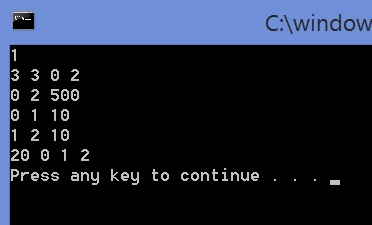 C:\window
1
3 3 0 2
0 2 500
0 1 10
1 2 10
20 0 1 2
Press any key to continue . . .